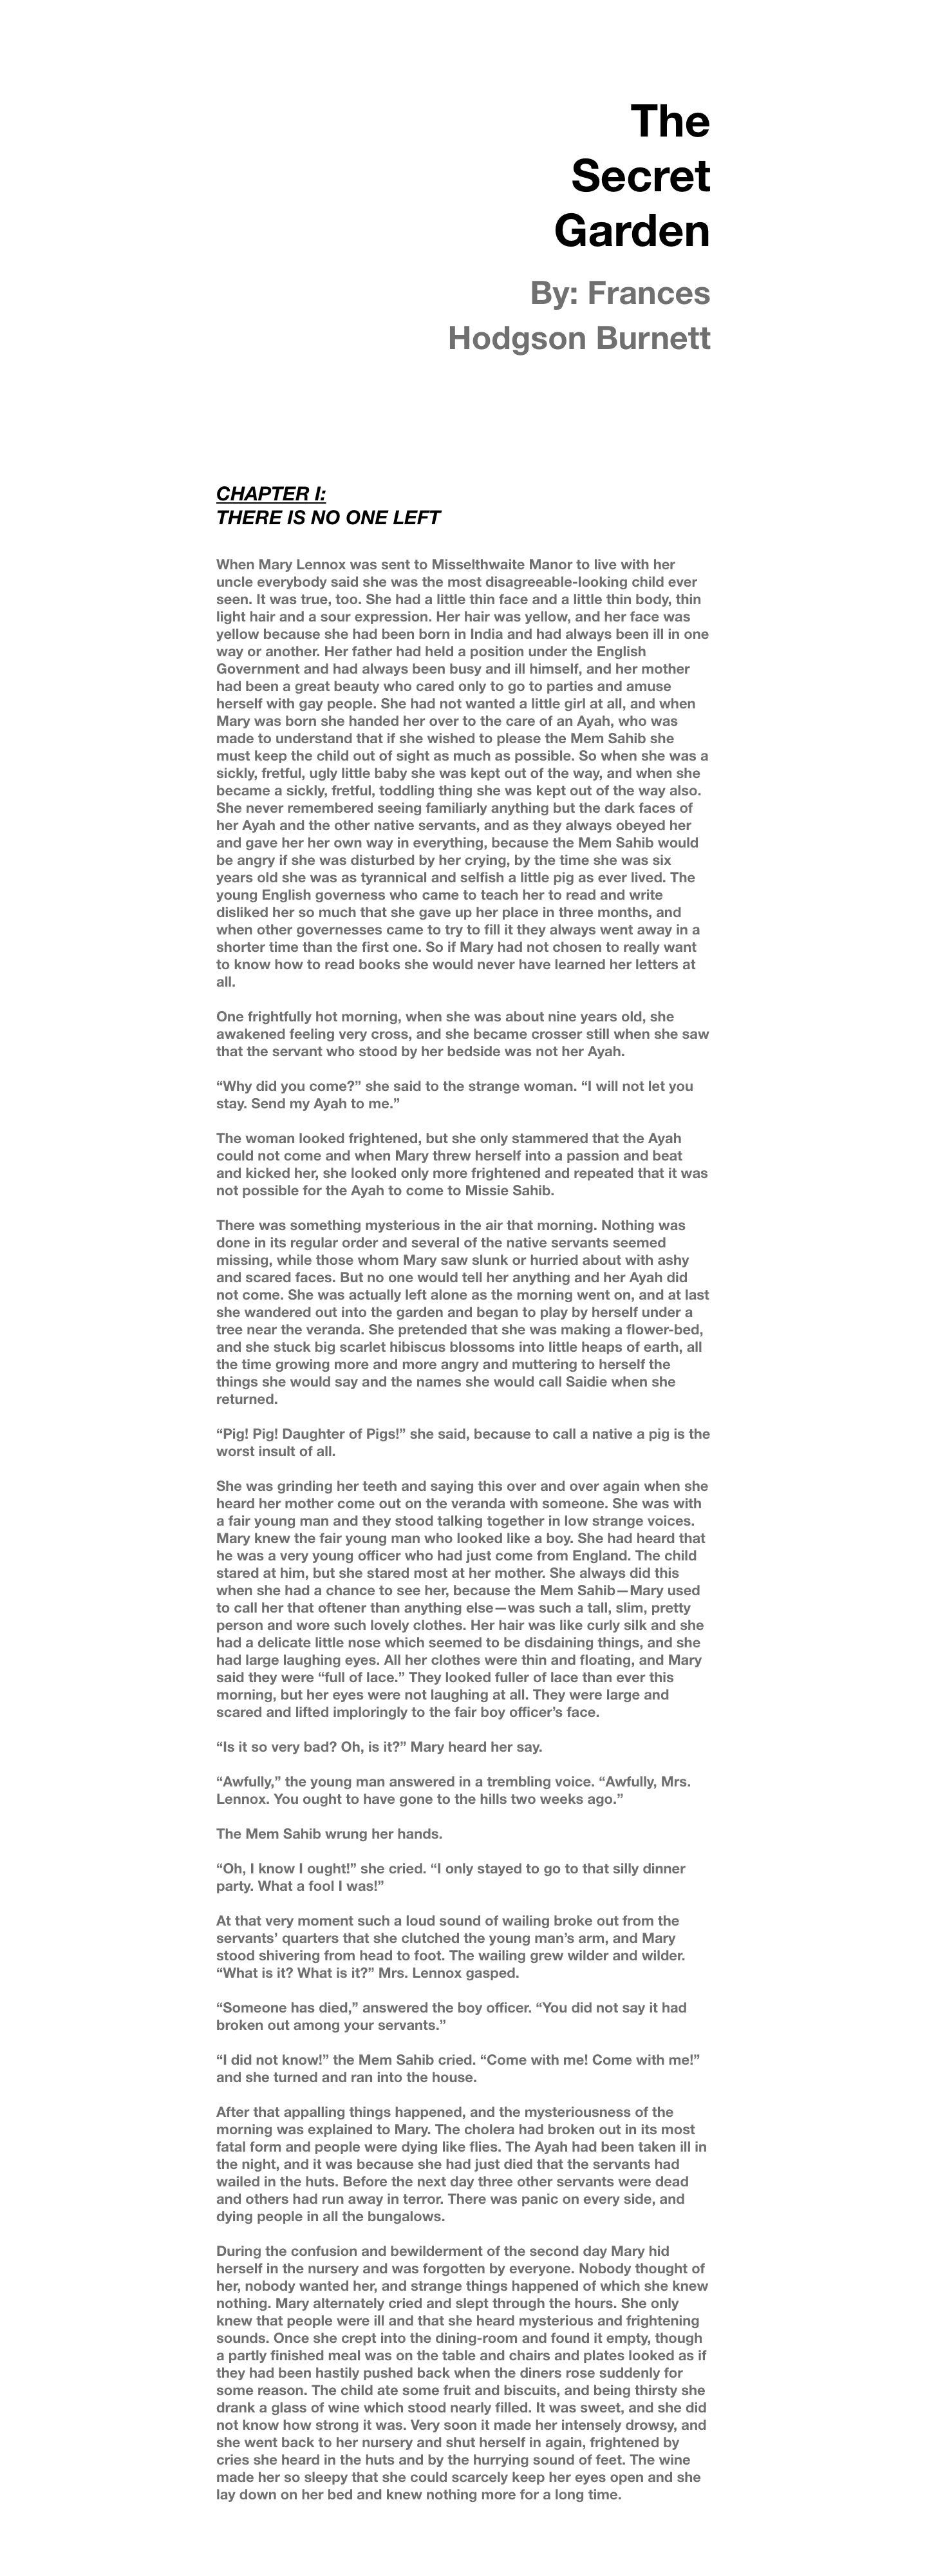 The
Secret
Garden
By: Frances
Hodgson Burnett
CHAPTER I:
THERE IS NO ONE LEFT
When Mary Lennox was sent to Misselthwaite Manor to live with her
uncle everybody said she was the most disagreeable-looking child ever
seen. It was true, too. She had a little thin face and a little thin body, thin
light hair and a sour expression. Her hair was yellow, and her face was
yellow because she had been born in India and had always been ill in one
way or another. Her father had held a position under the English
Government and had always been busy and ill himself, and her mother
had been a great beauty who cared only to go to parties and amuse
herself with gay people. She had not wanted a little girl at all, and when
Mary was born she handed her over to the care of an Ayah, who was
made to understand that if she wished to please the Mem Sahib she
must keep the child out of sight as much as possible. So when she was a
sickly, fretful, ugly little baby she was kept out of the way, and when she
became a sickly, fretful, toddling thing she was kept out of the way also.
She never remembered seeing familiarly anything but the dark faces of
her Ayah and the other native servants, and as they always obeyed her
and gave her her own way in everything, because the Mem Sahib would
be angry if she was disturbed by her crying, by the time she was six
years old she was as tyrannical and selfish a little pig as ever lived. The
young English governess who came to teach her to read and write
disliked her so much that she gave up her place in three months, and
when other governesses came to try to fill it they always went away in a
shorter time than the first one. So if Mary had not chosen to really want
to know how to read books she would never have learned her letters at
all.
One frightfully hot morning, when she was about nine years old, she
awakened feeling very cross, and she became crosser still when she saw
that the servant who stood by her bedside was not her Ayah.
“Why did you come?” she said to the strange woman. “I will not let you
stay. Send my Ayah to me.”
The woman looked frightened, but she only stammered that the Ayah
could not come and when Mary threw herself into a passion and beat
and kicked her, she looked only more frightened and repeated that it was
not possible for the Ayah to come to Missie Sahib.
There was something mysterious in the air that morning. Nothing was
done in its regular order and several of the native servants seemed
missing, while those whom Mary saw slunk or hurried about with ashy
and scared faces. But no one would tell her anything and her Ayah did
not come. She was actually left alone as the morning went on, and at last
she wandered out into the garden and began to play by herself under a
tree near the veranda. She pretended that she was making a flower-bed,
and she stuck big scarlet hibiscus blossoms into little heaps of earth, all
the time growing more and more angry and muttering to herself the
things she would say and the names she would call Saidie when she
returned.
“Pig! Pig! Daughter of Pigs!” she said, because to call a native a pig is the
worst insult of all.
She was grinding her teeth and saying this over and over again when she
heard her mother come out on the veranda with someone. She was with
a fair young man and they stood talking together in low strange voices.
Mary knew the fair young man who looked like a boy. She had heard that
he was a very young officer who had just come from England. The child
stared at him, but she stared most at her mother. She always did this
when she had a chance to see her, because the Mem Sahib—Mary used
to call her that oftener than anything else—was such a tall, slim, pretty
person and wore such lovely clothes. Her hair was like curly silk and she
had a delicate little nose which seemed to be disdaining things, and she
had large laughing eyes. All her clothes were thin and floating, and Mary
said they were “full of lace.” They looked fuller of lace than ever this
morning, but her eyes were not laughing at all. They were large and
scared and lifted imploringly to the fair boy officer’s face.
“Is it so very bad? Oh, is it?” Mary heard her say.
“Awfully,” the young man answered in a trembling voice. “Awfully, Mrs.
Lennox. You ought to have gone to the hills two weeks ago.”
The Mem Sahib wrung her hands.
“Oh, I know I ought!” she cried. “I only stayed to go to that silly dinner
party. What a fool I was!”
At that very moment such a loud sound of wailing broke out from the
servants’ quarters that she clutched the young man’s arm, and Mary
stood shivering from head to foot. The wailing grew wilder and wilder.
“What is it? What is it?” Mrs. Lennox gasped.
“Someone has died,” answered the boy officer. “You did not say it had
broken out among your servants.”
“I did not know!” the Mem Sahib cried. “Come with me! Come with me!”
and she turned and ran into the house.
After that appalling things happened, and the mysteriousness of the
morning was explained to Mary. The cholera had broken out in its most
fatal form and people were dying like flies. The Ayah had been taken ill in
the night, and it was because she had just died that the servants had
wailed in the huts. Before the next day three other servants were dead
and others had run away in terror. There was panic on every side, and
dying people in all the bungalows.
During the confusion and bewilderment of the second day Mary hid
herself in the nursery and was forgotten by everyone. Nobody thought of
her, nobody wanted her, and strange things happened of which she knew
nothing. Mary alternately cried and slept through the hours. She only
knew that people were ill and that she heard mysterious and frightening
sounds. Once she crept into the dining-room and found it empty, though
a partly finished meal was on the table and chairs and plates looked as if
they had been hastily pushed back when the diners rose suddenly for
some reason. The child ate some fruit and biscuits, and being thirsty she
drank a glass of wine which stood nearly filled. It was sweet, and she did
not know how strong it was. Very soon it made her intensely drowsy, and
she went back to her nursery and shut herself in again, frightened by
cries she heard in the huts and by the hurrying sound of feet. The wine
made her so sleepy that she could scarcely keep her eyes open and she
lay down on her bed and knew nothing more for a long time.